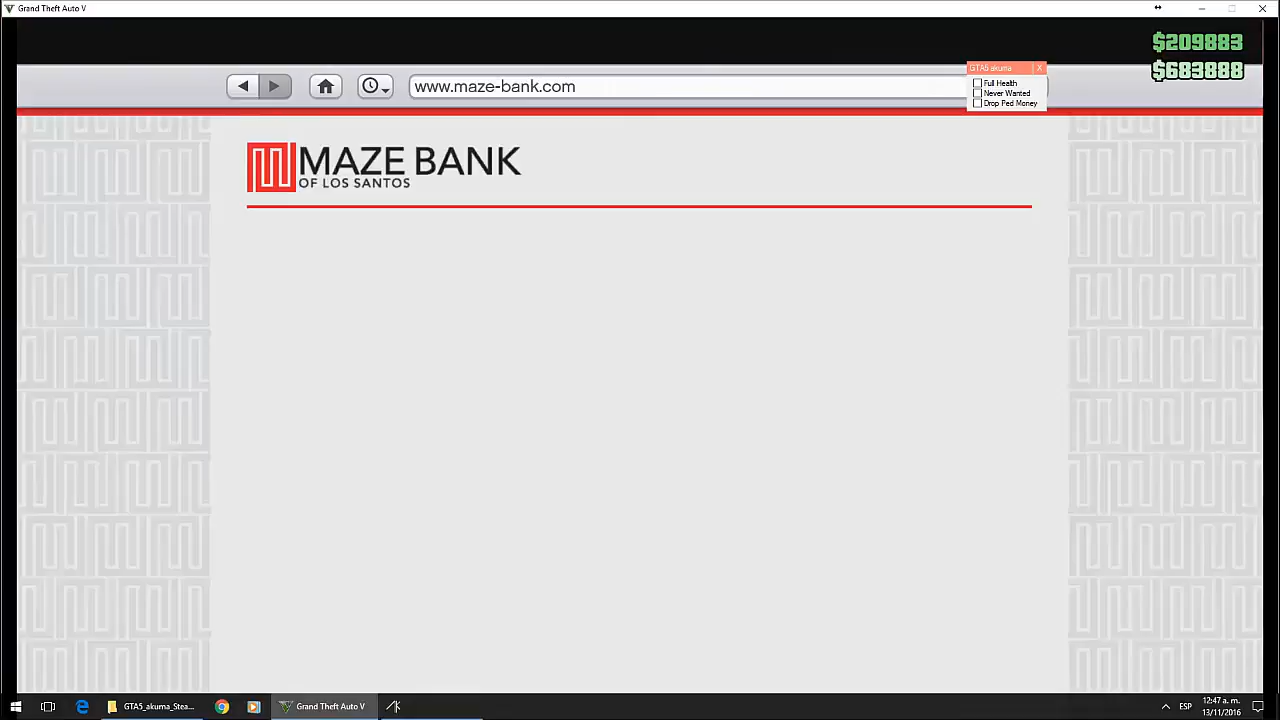 Grand Theft Auto V
$209883
GTA5 akuma X
$683888
www.maze-bank.com
Full Health
Never Wanted
Drop Ped Money
MAZE BANK
OF LOS SANTOS
GTA5_akuma_Stea...
Grand Theft Auto V
ESP
12:47 a. m.
13/11/2016